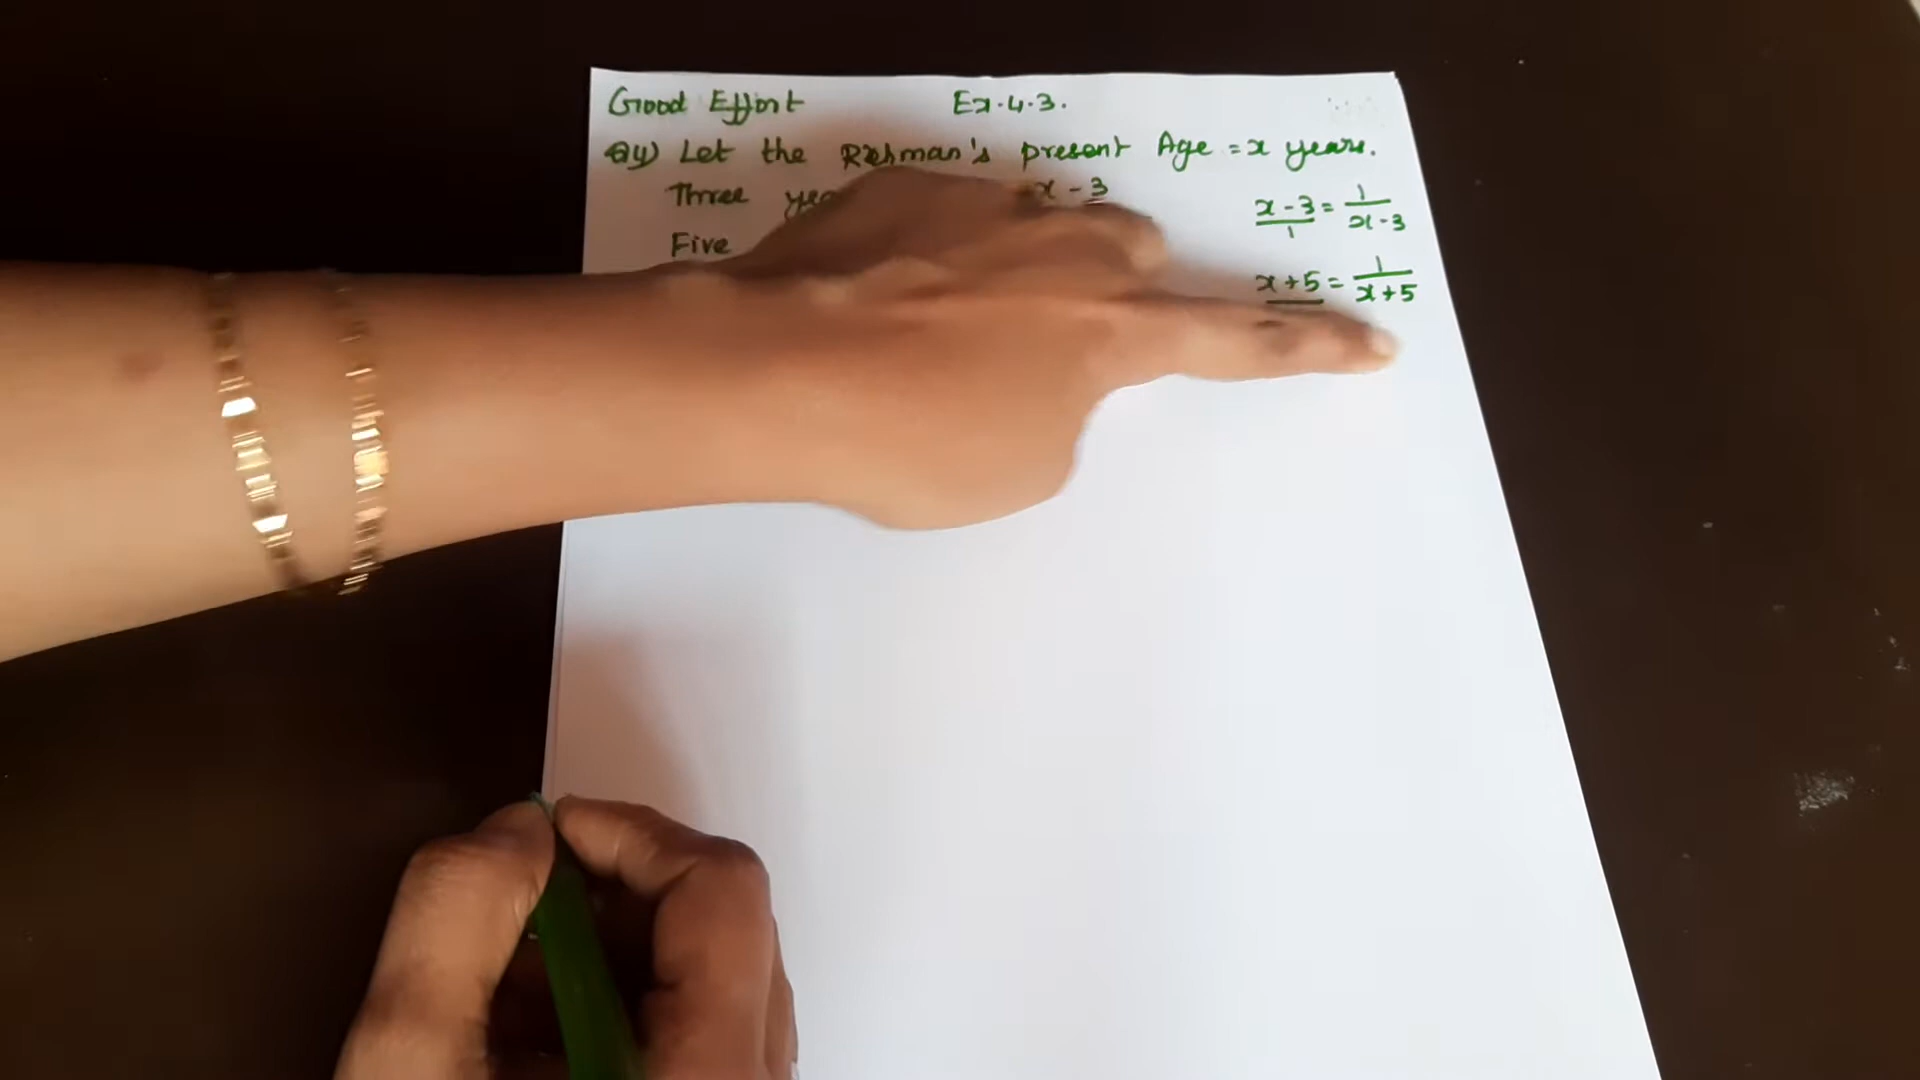 Good Effort Ex.4.3.
Q4) Let the Rehman's present Age = x years.
Three x - 3
Five
x - 3 = 1/(x - 3)
1
x + 5 = 1/(x + 5)